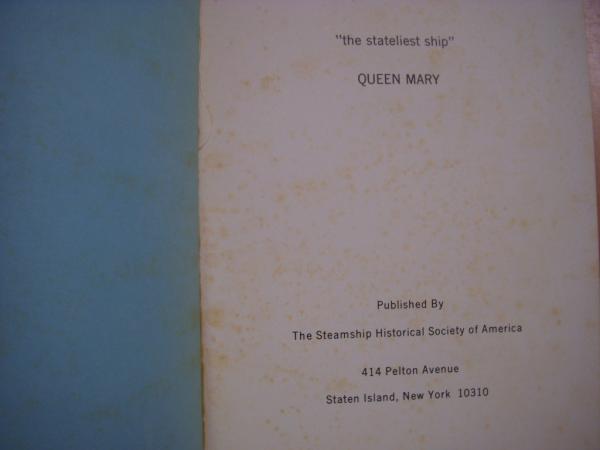 "the stateliest ship"
QUEEN MARY
Published By
The Steamship Historical Society of America
414 Pelton Avenue
Staten Island, New York 10310